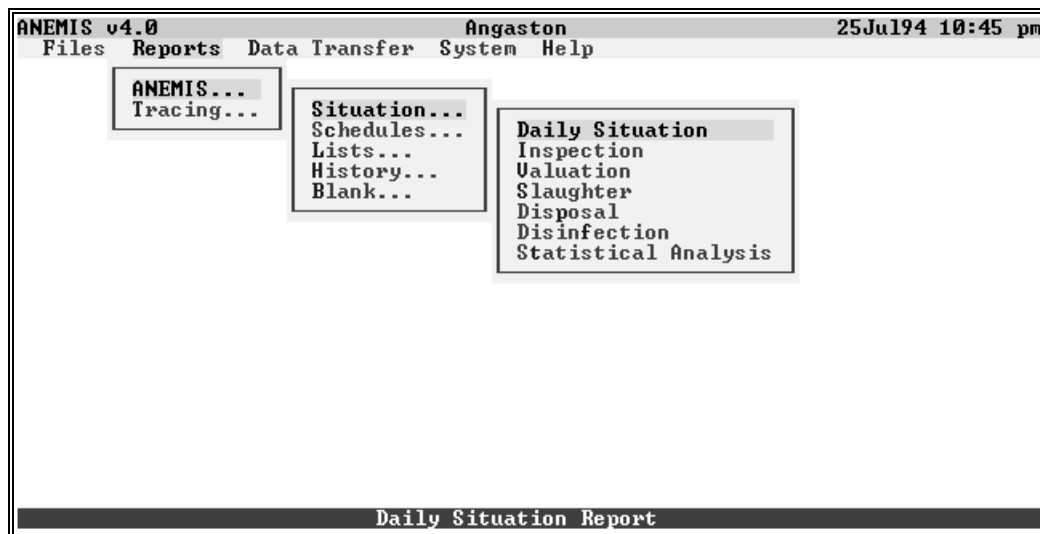 ANEMIS v4.0 Angaston 25Jul94 10:45 pm
Files Reports Data Transfer System Help
ANEMIS...
Tracing...
Situation...
Schedules...
Lists...
History...
Blank...
Daily Situation
Inspection
Valuation
Slaughter
Disposal
Disinfection
Statistical Analysis
Daily Situation Report